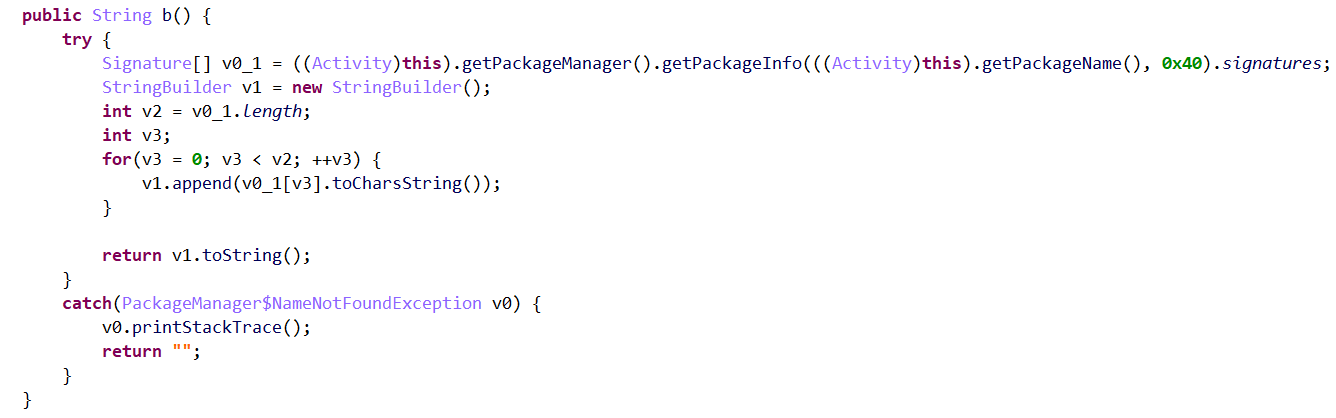 public String b() {
    try {
        Signature[] v0_1 = ((Activity)this).getPackageManager().getPackageInfo(((Activity)this).getPackageName(), 0x40).signatures;
        StringBuilder v1 = new StringBuilder();
        int v2 = v0_1.length;
        int v3;
        for(v3 = 0; v3 < v2; ++v3) {
            v1.append(v0_1[v3].toCharsString());
        }

        return v1.toString();
    }
    catch(PackageManager$NameNotFoundException v0) {
        v0.printStackTrace();
        return "";
    }
}